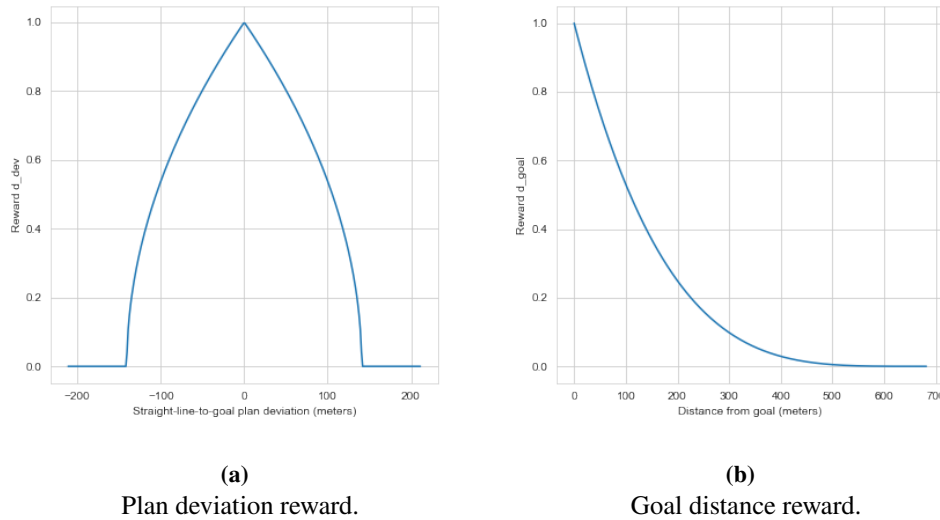 1.0
0.8
0.6
0.4
0.2
0.0
Reward d_dev
−200 −100 0 100 200
Straight-line-to-goal plan deviation (meters)
1.0
0.8
0.6
0.4
0.2
0.0
Reward d_goal
0 100 200 300 400 500 600 700
Distance from goal (meters)
(a)
Plan deviation reward.
(b)
Goal distance reward.